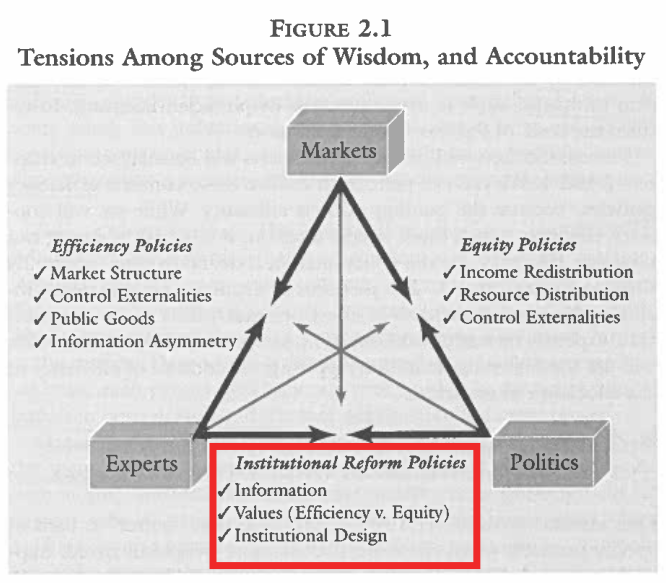 FIGURE 2.1
Tensions Among Sources of Wisdom, and Accountability
Markets
Efficiency Policies
✓ Market Structure
✓ Control Externalities
✓ Public Goods
✓ Information Asymmetry
Equity Policies
✓ Income Redistribution
✓ Resource Distribution
✓ Control Externalities
Experts
Institutional Reform Policies
✓ Information
✓ Values (Efficiency v. Equity)
✓ Institutional Design
Politics